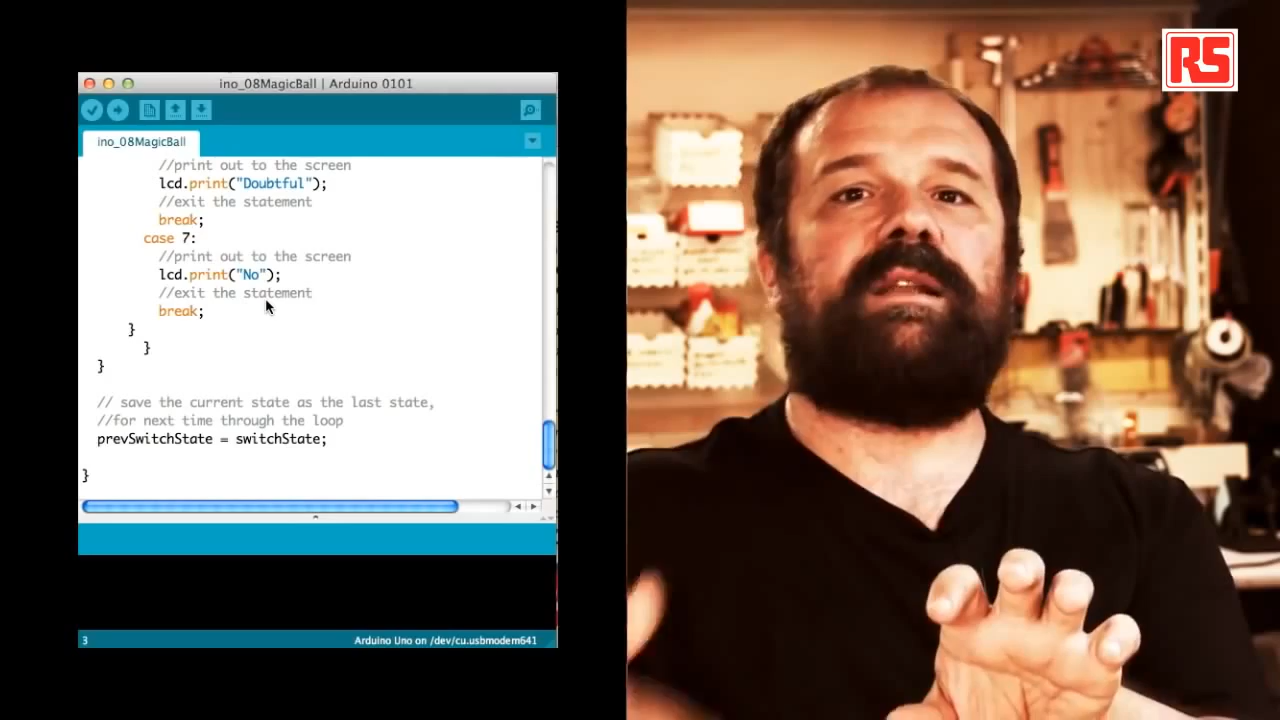 ino_08MagicBall | Arduino 0101
ino_08MagicBall
//print out to the screen
lcd.print("Doubtful");
//exit the statement
break;
case 7:
//print out to the screen
lcd.print("No");
//exit the statement
break;
}
}
}
// save the current state as the last state,
//for next time through the loop
prevSwitchState = switchState;
}
3
Arduino Uno on /dev/cu.usbmodem641
RS